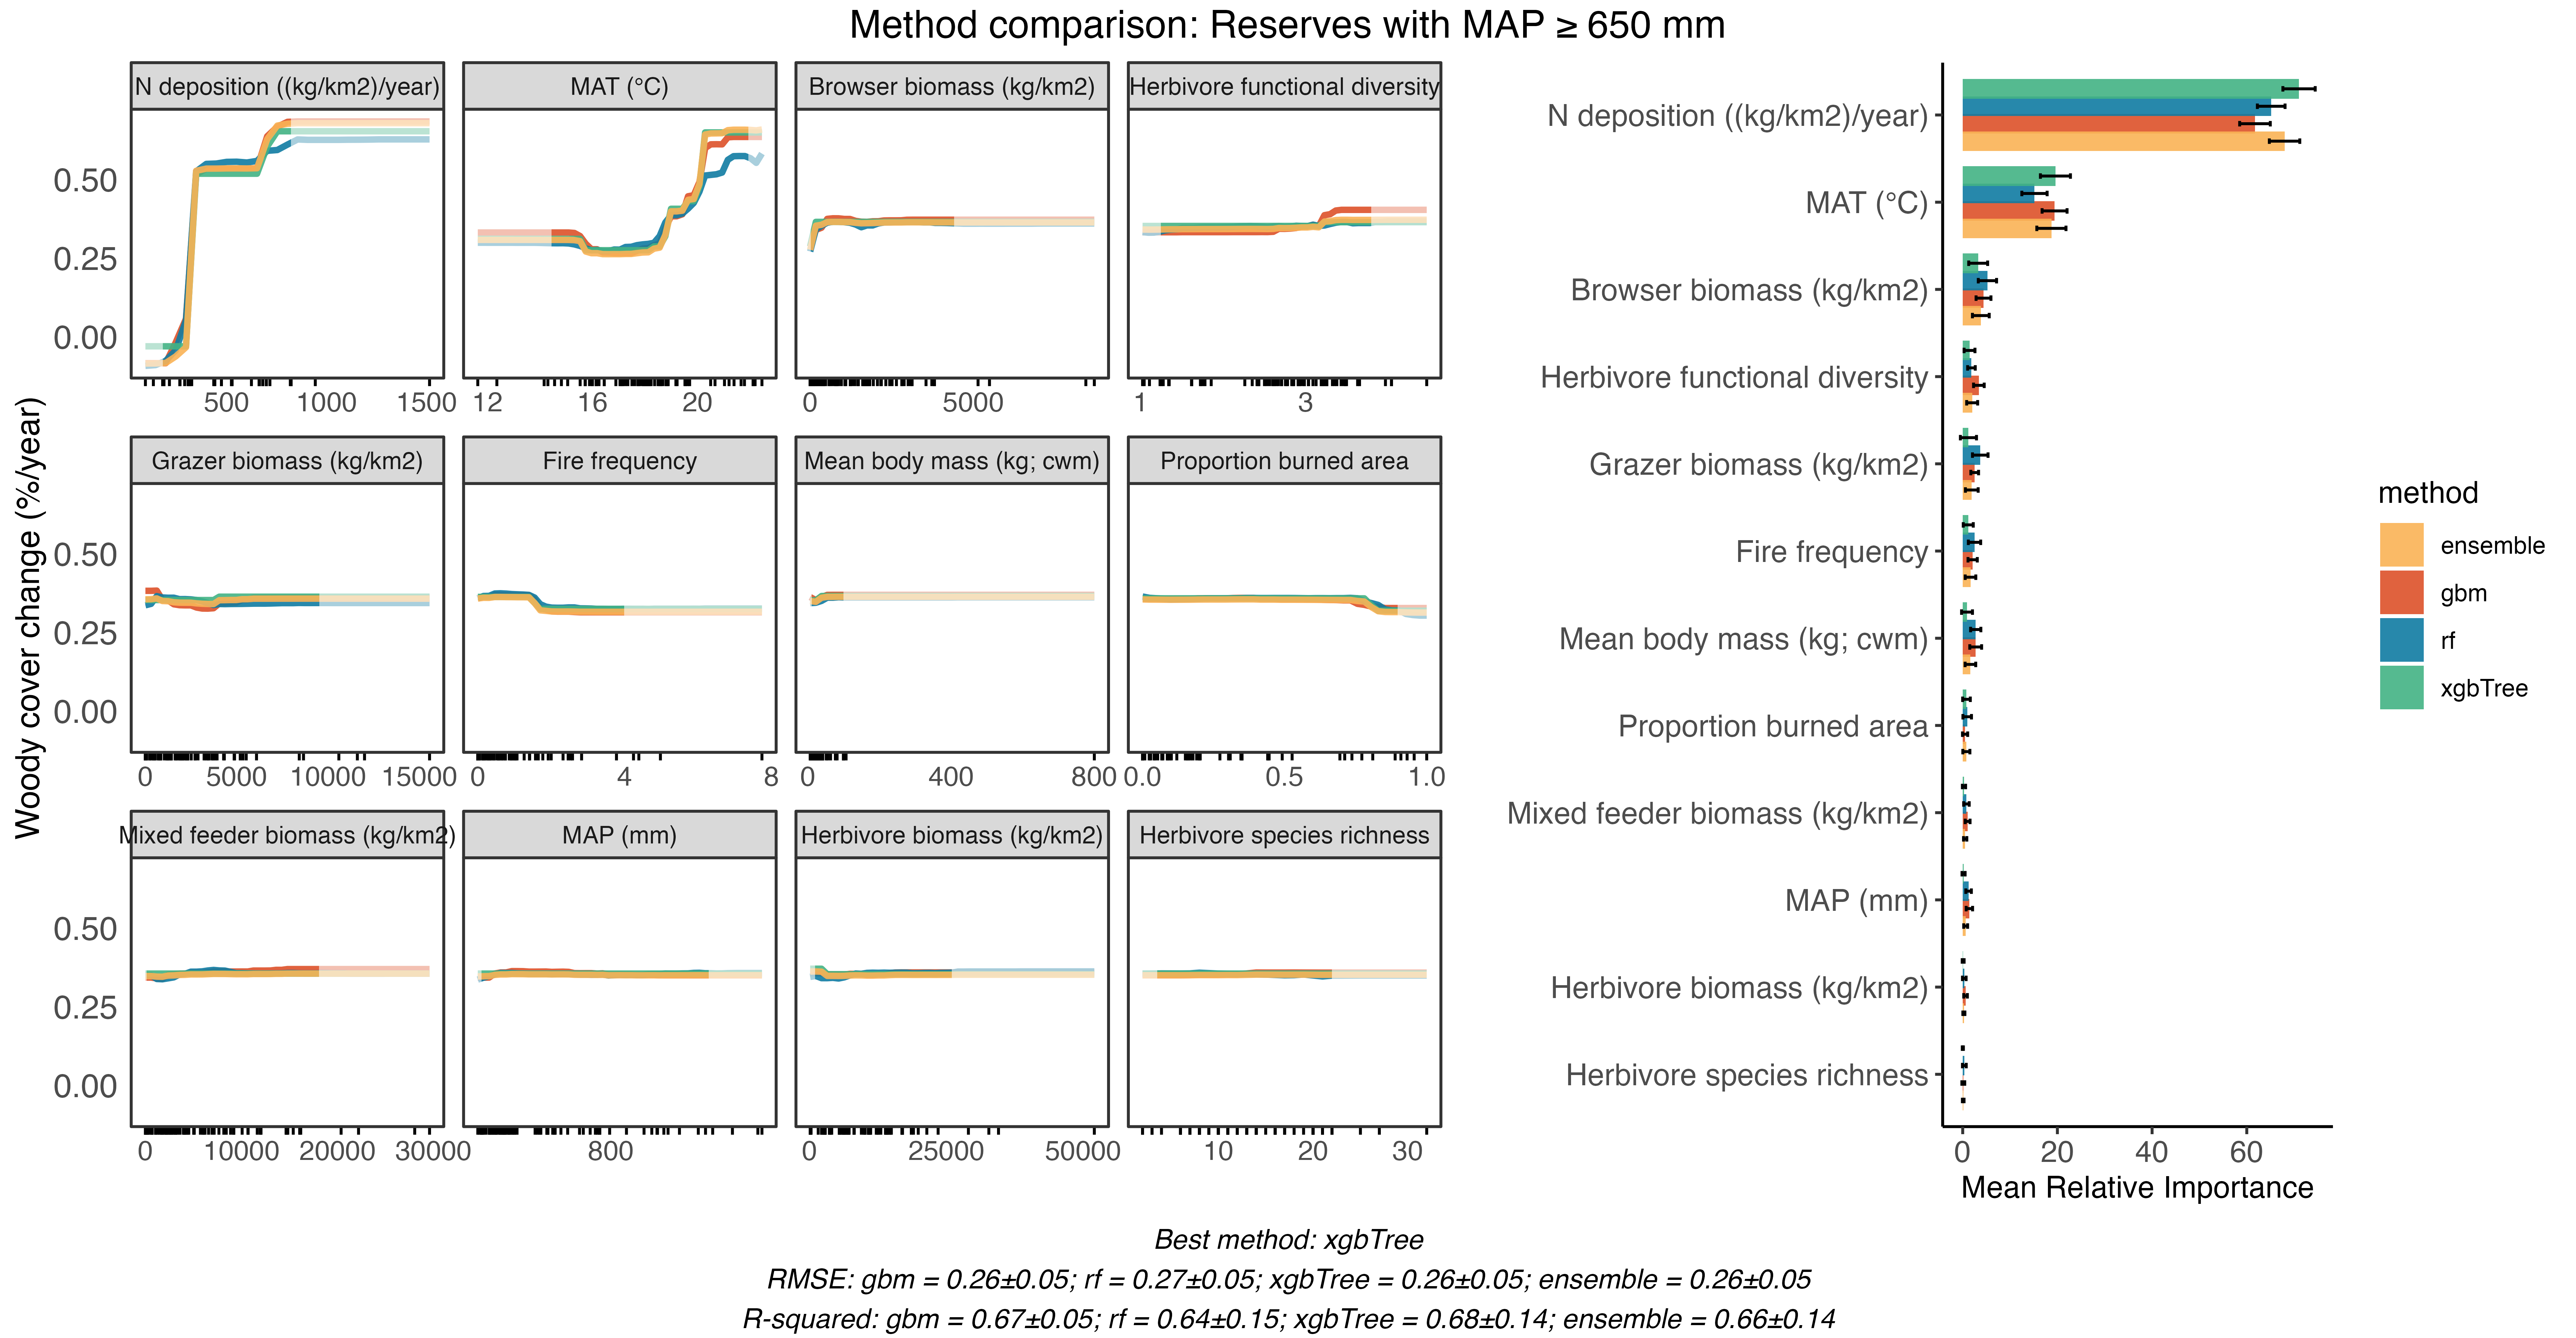 Method comparison: Reserves with MAP ≥ 650 mm
Woody cover change (%/year)
N deposition ((kg/km2)/year)
MAT (°C)
Browser biomass (kg/km2)
Herbivore functional diversity
0.50
0.25
0.00
500 1000 1500
12 16 20
0 5000
1 3
Grazer biomass (kg/km2)
Fire frequency
Mean body mass (kg; cwm)
Proportion burned area
0.50
0.25
0.00
0 5000 10000 15000
0 4 8
0 400 800
0.0 0.5 1.0
Mixed feeder biomass (kg/km2)
MAP (mm)
Herbivore biomass (kg/km2)
Herbivore species richness
0.50
0.25
0.00
0 10000 20000 30000
800
0 25000 50000
10 20 30
N deposition ((kg/km2)/year)
MAT (°C)
Browser biomass (kg/km2)
Herbivore functional diversity
Grazer biomass (kg/km2)
Fire frequency
Mean body mass (kg; cwm)
Proportion burned area
Mixed feeder biomass (kg/km2)
MAP (mm)
Herbivore biomass (kg/km2)
Herbivore species richness
0 20 40 60
Mean Relative Importance
method
ensemble
gbm
rf
xgbTree
Best method: xgbTree
RMSE: gbm = 0.26±0.05; rf = 0.27±0.05; xgbTree = 0.26±0.05; ensemble = 0.26±0.05
R-squared: gbm = 0.67±0.05; rf = 0.64±0.15; xgbTree = 0.68±0.14; ensemble = 0.66±0.14